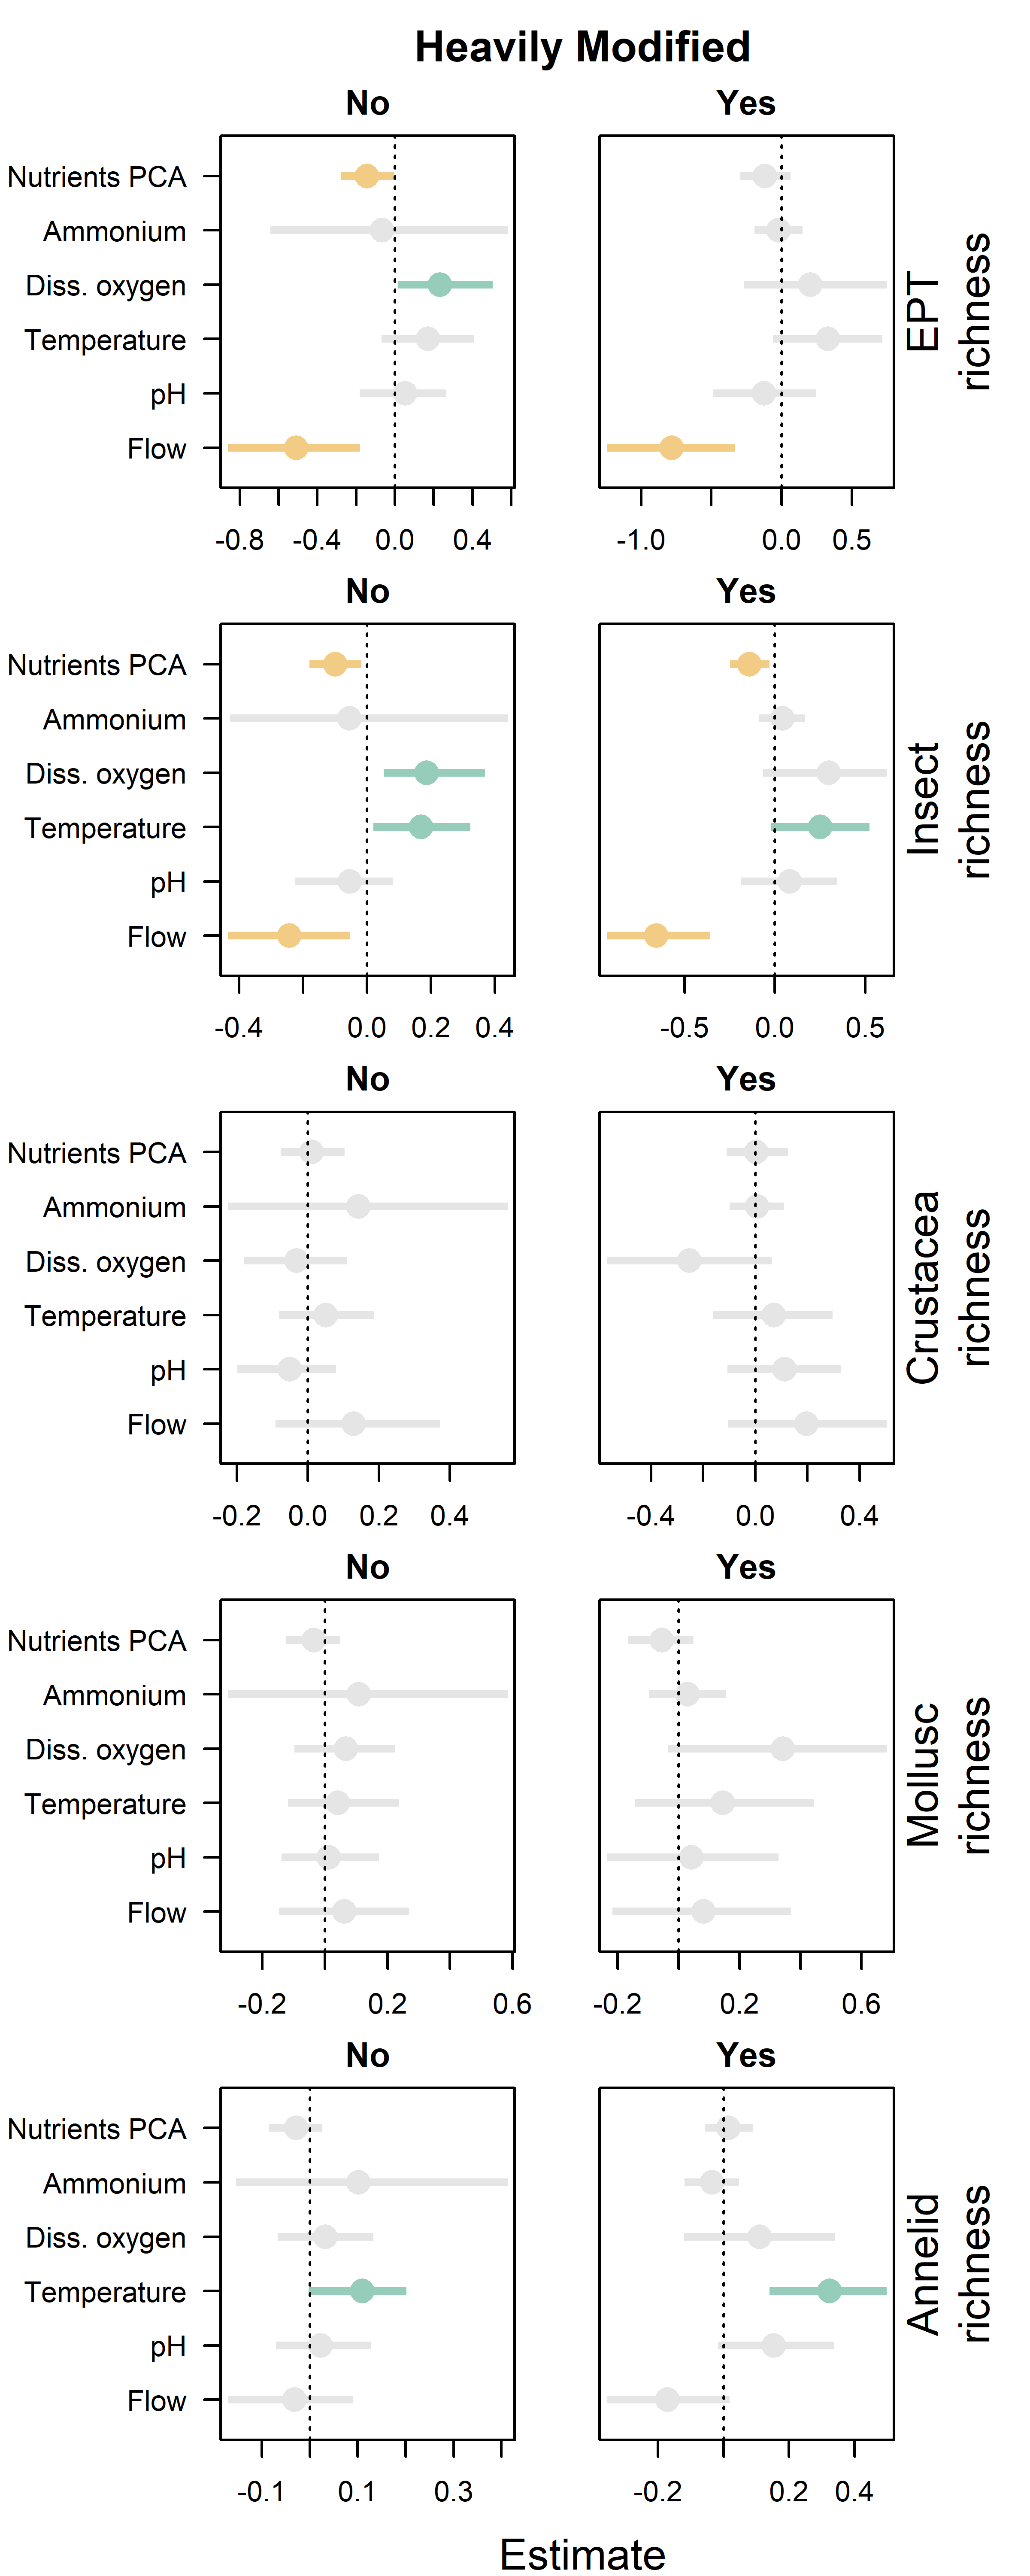 Heavily Modified
No Yes
Nutrients PCA
Ammonium
Diss. oxygen
Temperature
pH
Flow
EPT
richness
-0.8 -0.4 0.0 0.4 -1.0 0.0 0.5
No Yes
Nutrients PCA
Ammonium
Diss. oxygen
Temperature
pH
Flow
Insect
richness
-0.4 0.0 0.2 0.4 -0.5 0.0 0.5
No Yes
Nutrients PCA
Ammonium
Diss. oxygen
Temperature
pH
Flow
Crustacea
richness
-0.2 0.0 0.2 0.4 -0.4 0.0 0.4
No Yes
Nutrients PCA
Ammonium
Diss. oxygen
Temperature
pH
Flow
Mollusc
richness
-0.2 0.2 0.6 -0.2 0.2 0.6
No Yes
Nutrients PCA
Ammonium
Diss. oxygen
Temperature
pH
Flow
Annelid
richness
-0.1 0.1 0.3 -0.2 0.2 0.4
Estimate